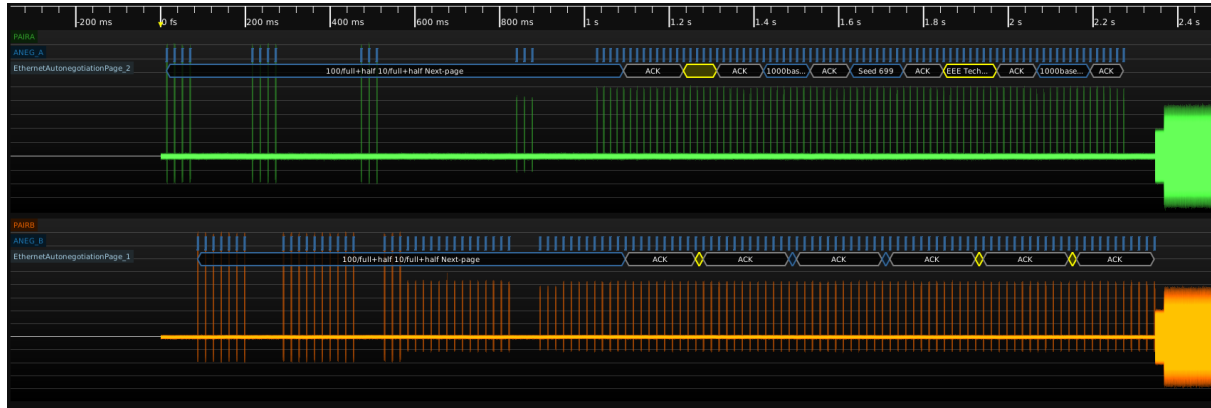 -200 ms 0 fs 200 ms 400 ms 600 ms 800 ms 1 s 1.2 s 1.4 s 1.6 s 1.8 s 2 s 2.2 s 2.4 s
PAIRA
ANEG_A
EthernetAutonegotiationPage_2 100/full+half 10/full+half Next-page ACK ACK 1000bas... ACK Seed 699 ACK EEE Tech... ACK 1000base... ACK
PAIRB
ANEG_B
EthernetAutonegotiationPage_1 100/full+half 10/full+half Next-page ACK ACK ACK ACK ACK ACK